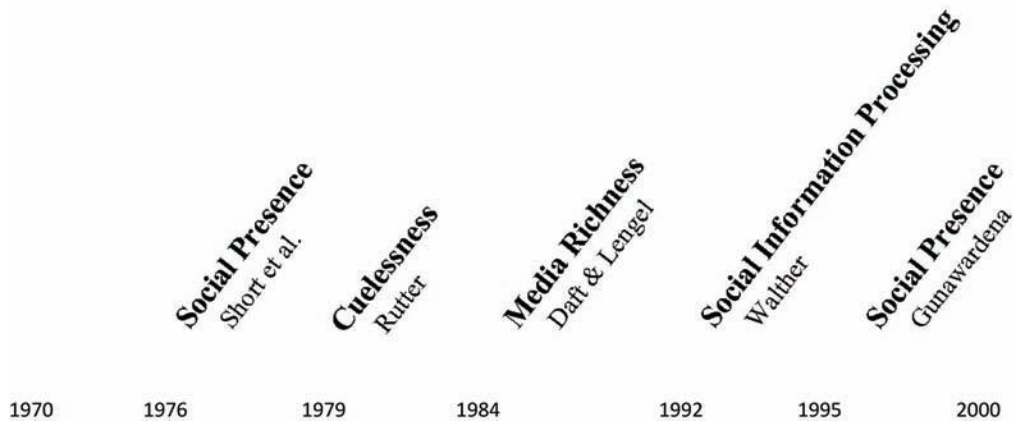 Social Presence
Short et al.
Cuelessness
Rutter
Media Richness
Daft & Lengel
Social Information Processing
Walther
Social Presence
Gunawardena
1970 1976 1979 1984 1992 1995 2000